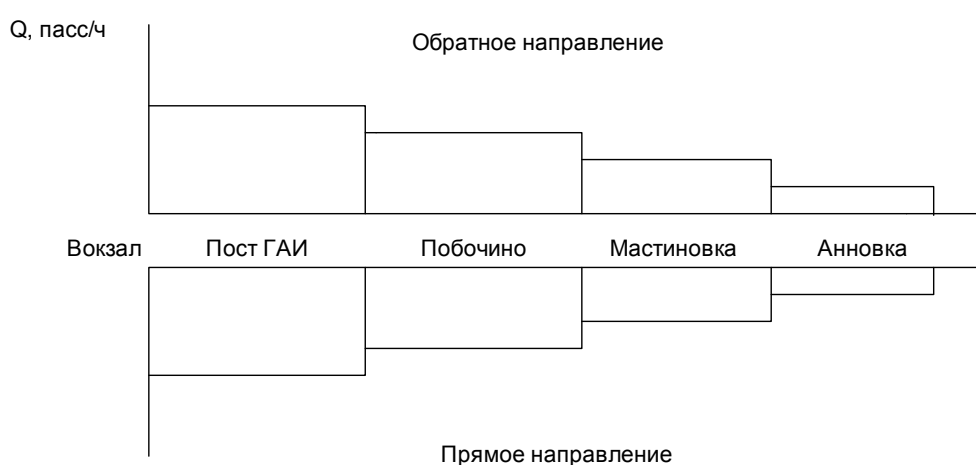 Q, пасс/ч
Обратное направление
Вокзал Пост ГАИ Побочино Мастиновка Анновка
Прямое направление